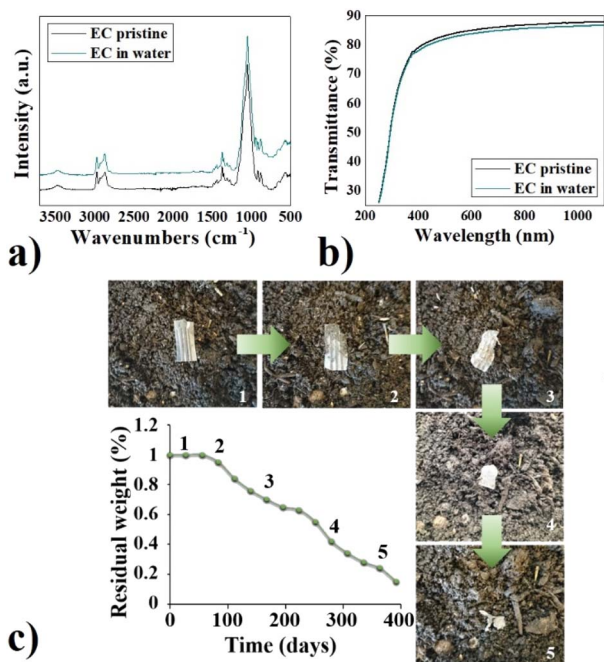 EC pristine
EC in water
Intensity (a.u.)
3500 3000 2500 2000 1500 1000 500
Wavenumbers (cm⁻¹)
a)
90
80
70
60
50
40
30
Transmittance (%)
EC pristine
EC in water
200 400 600 800 1000
Wavelength (nm)
b)
1
2
3
4
5
1.2
1
0.8
0.6
0.4
0.2
0
Residual weight (%)
1
2
3
4
5
0 100 200 300 400
Time (days)
c)